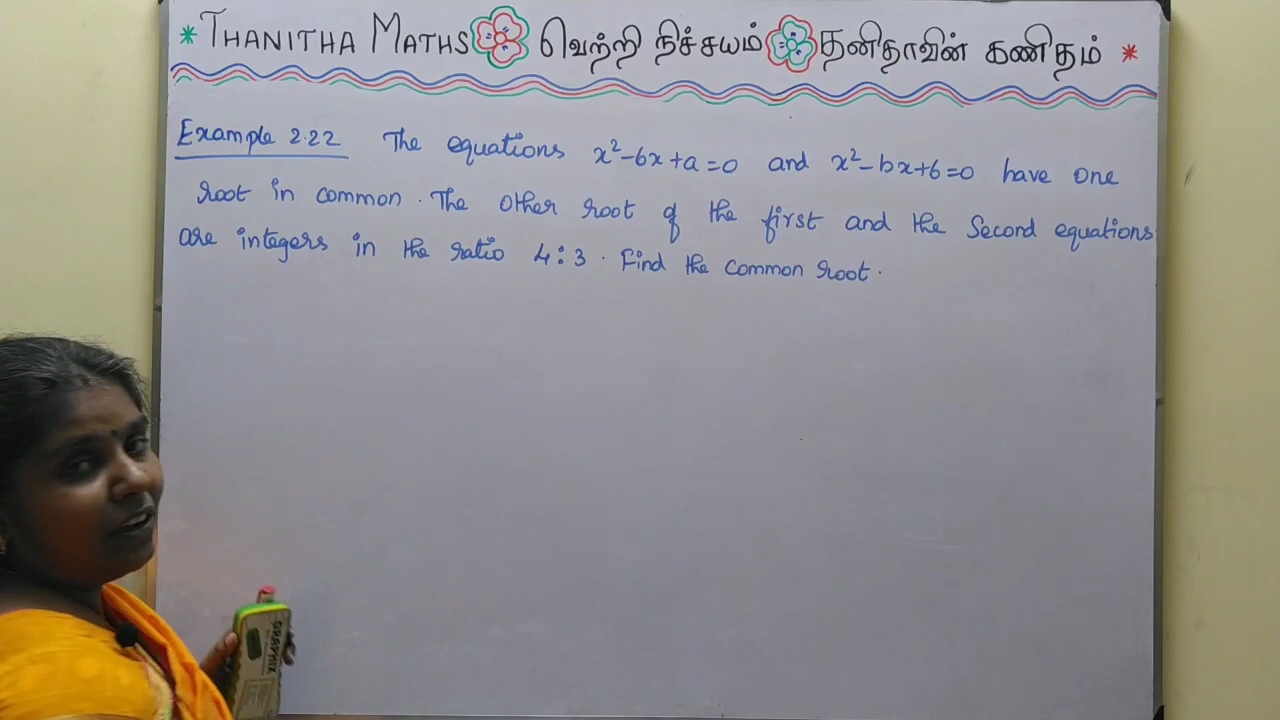 * THANITHA MATHS வெற்றி நிச்சயம் தனிதாவின் கணிதம் *
Example 2.22 The equations x²-6x+a=0 and x²-bx+6=0 have one
root in common. The other root of the first and the Second equations
are integers in the ratio 4:3. Find the common root.
GRAPHIX